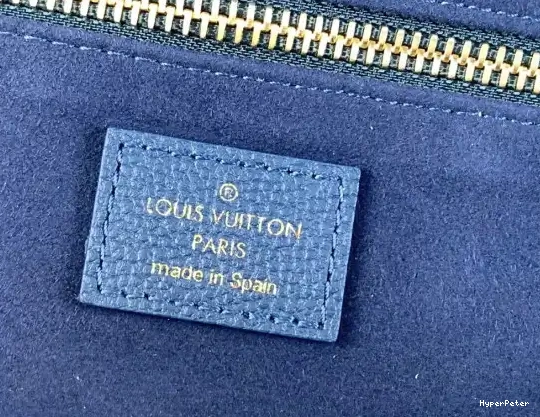 ®
LOUIS VUITTON
PARIS
made in Spain
HyperPeter